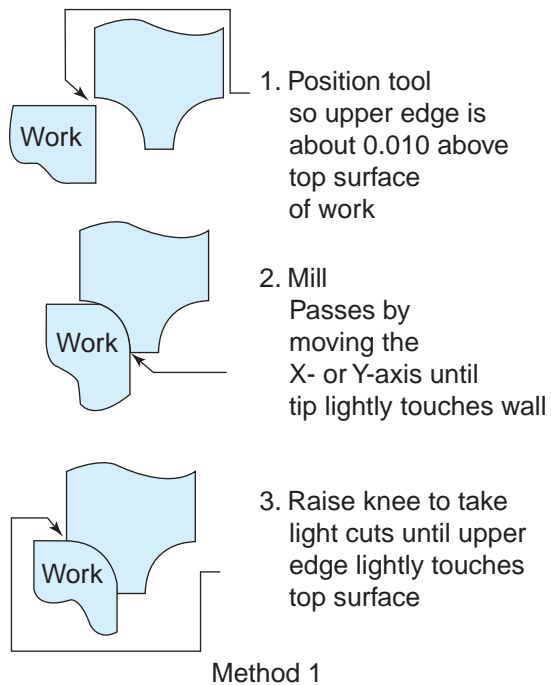 Work
1. Position tool
so upper edge is
about 0.010 above
top surface
of work
Work
2. Mill
Passes by
moving the
X- or Y-axis until
tip lightly touches wall
Work
3. Raise knee to take
light cuts until upper
edge lightly touches
top surface
Method 1